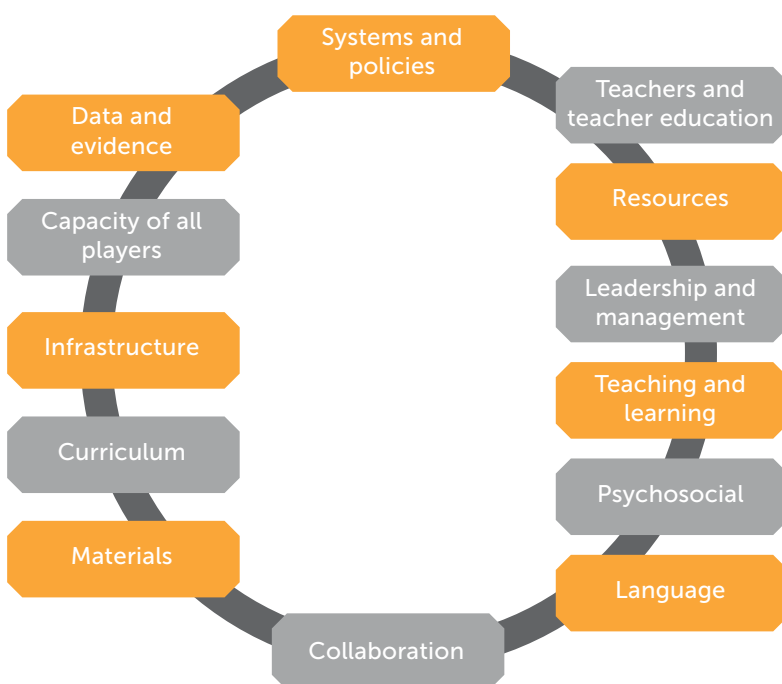 Systems and
policies
Teachers and
teacher education
Resources
Leadership and
management
Teaching and
learning
Psychosocial
Language
Collaboration
Materials
Curriculum
Infrastructure
Capacity of all
players
Data and
evidence